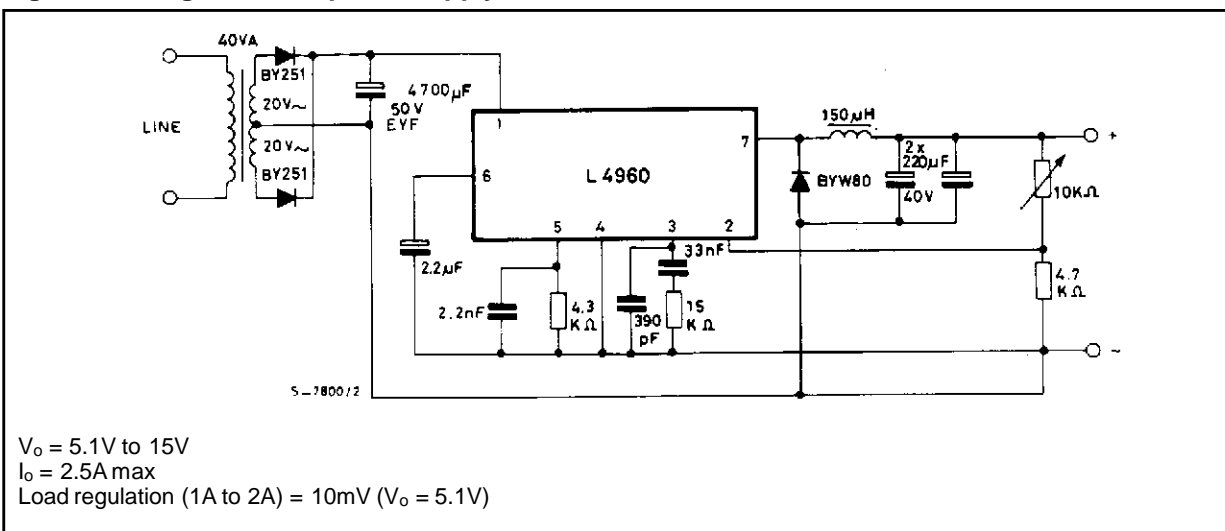 40VA
BY251
20V~
20V~
BY251
LINE
4700µF
50V
EYF
1
6
7
L4960
5
4
3
2
2.2µF
2.2nF
4.3
KΩ
390
pF
33nF
15
KΩ
150µH
BYW80
2x
220µF
40V
+
10KΩ
4.7
KΩ
~
S-7800/2
Vo = 5.1V to 15V
Io = 2.5A max
Load regulation (1A to 2A) = 10mV (Vo = 5.1V)